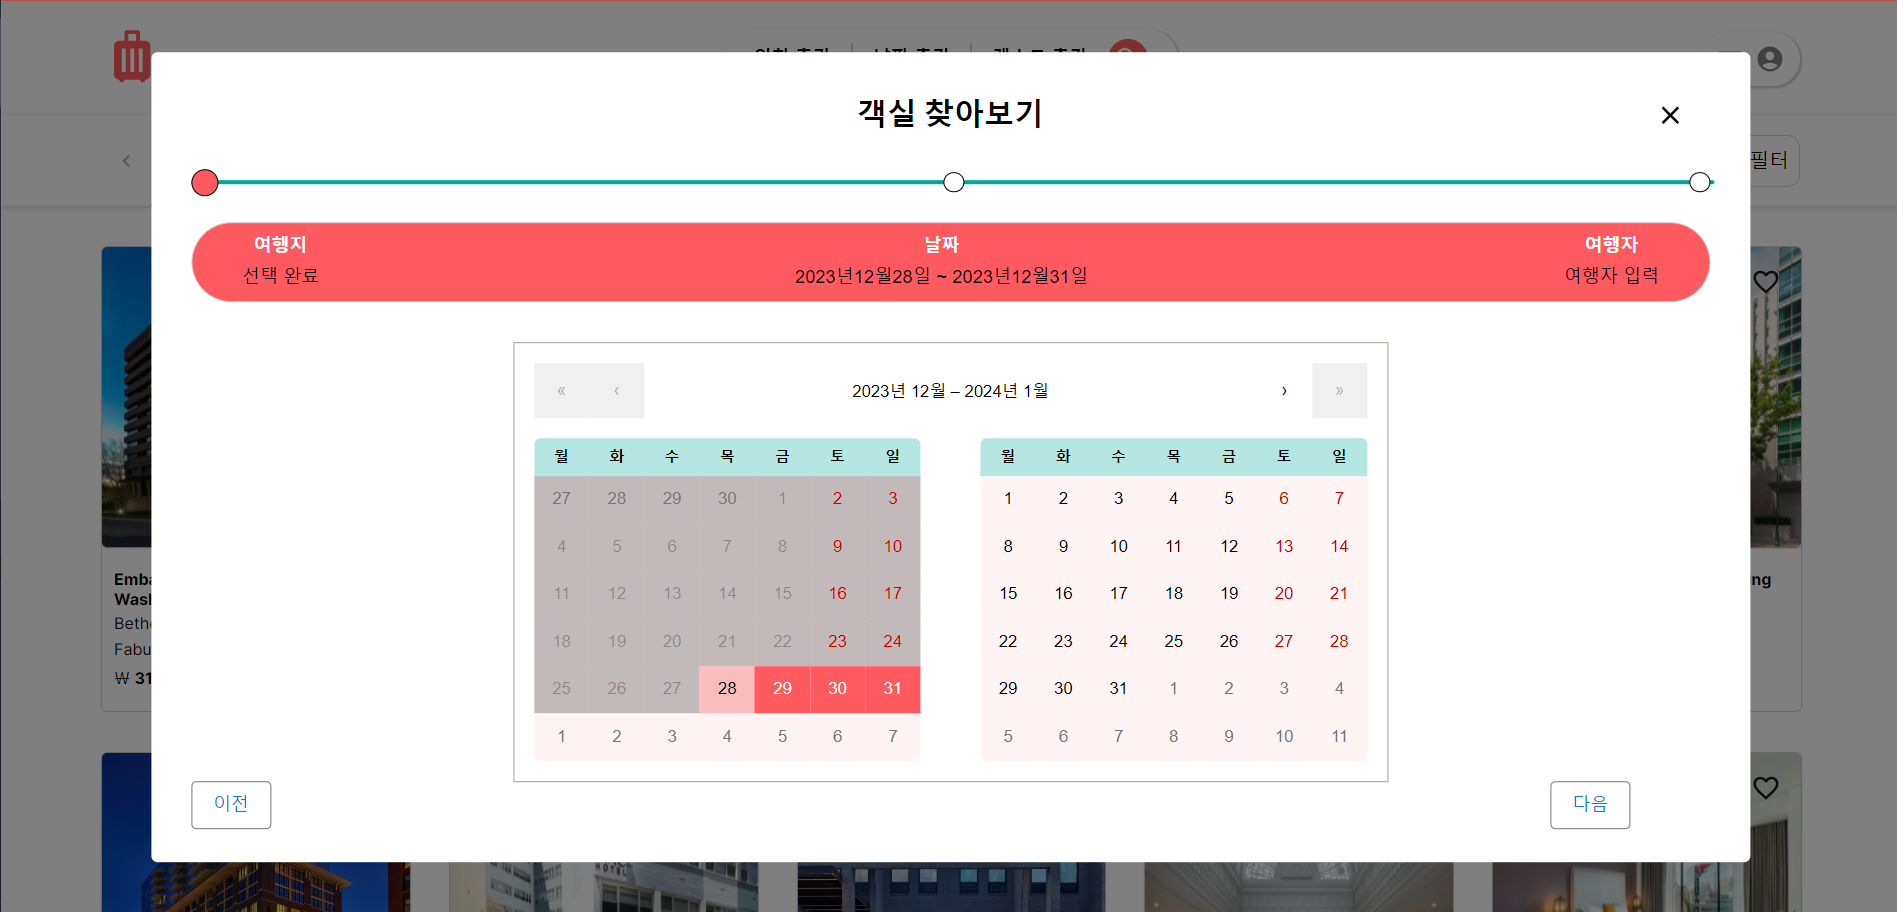 객실 찾아보기
필터
여행지 날짜 여행자
선택 완료 2023년12월28일 ~ 2023년12월31일 여행자 입력
« ‹ 2023년 12월 – 2024년 1월 › »
월 화 수 목 금 토 일
27 28 29 30 1 2 3
4 5 6 7 8 9 10
11 12 13 14 15 16 17
18 19 20 21 22 23 24
25 26 27 28 29 30 31
1 2 3 4 5 6 7
월 화 수 목 금 토 일
1 2 3 4 5 6 7
8 9 10 11 12 13 14
15 16 17 18 19 20 21
22 23 24 25 26 27 28
29 30 31 1 2 3 4
5 6 7 8 9 10 11
이전 다음